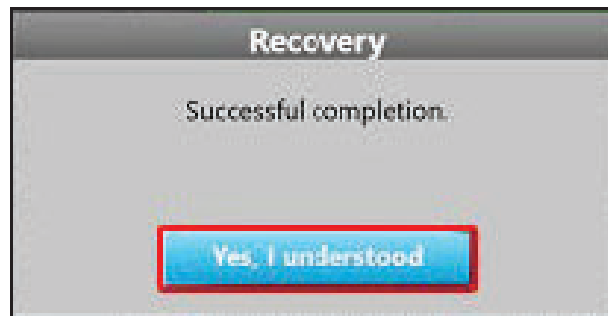 Recovery
Successful completion.
Yes, I understood